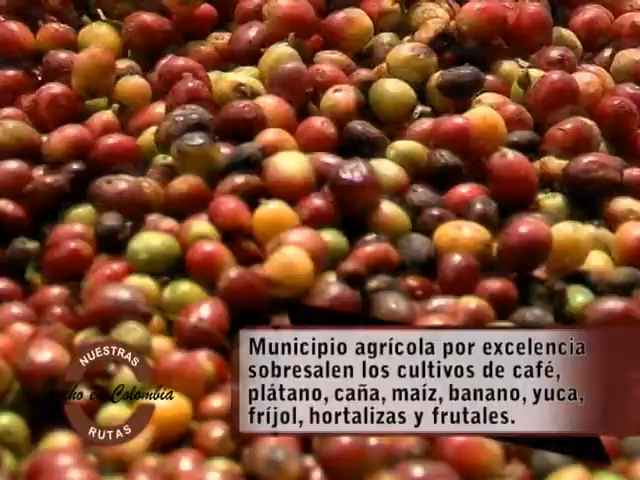 Municipio agrícola por excelencia
sobresalen los cultivos de café,
plátano, caña, maíz, banano, yuca,
fríjol, hortalizas y frutales.
NUESTRAS
en Colombia
RUTAS